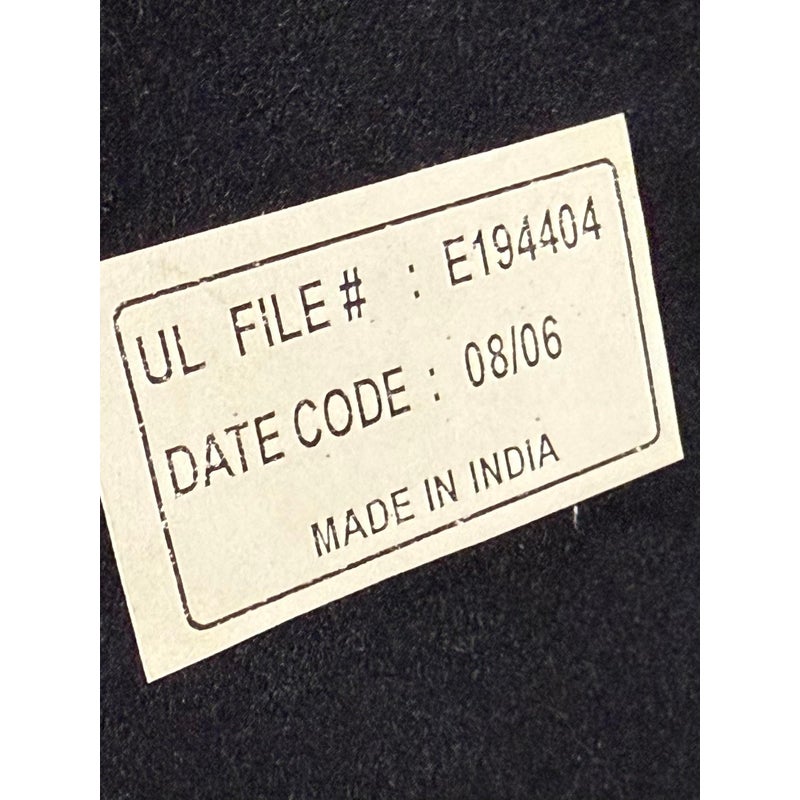 UL FILE # : E194404
DATE CODE : 08/06
MADE IN INDIA